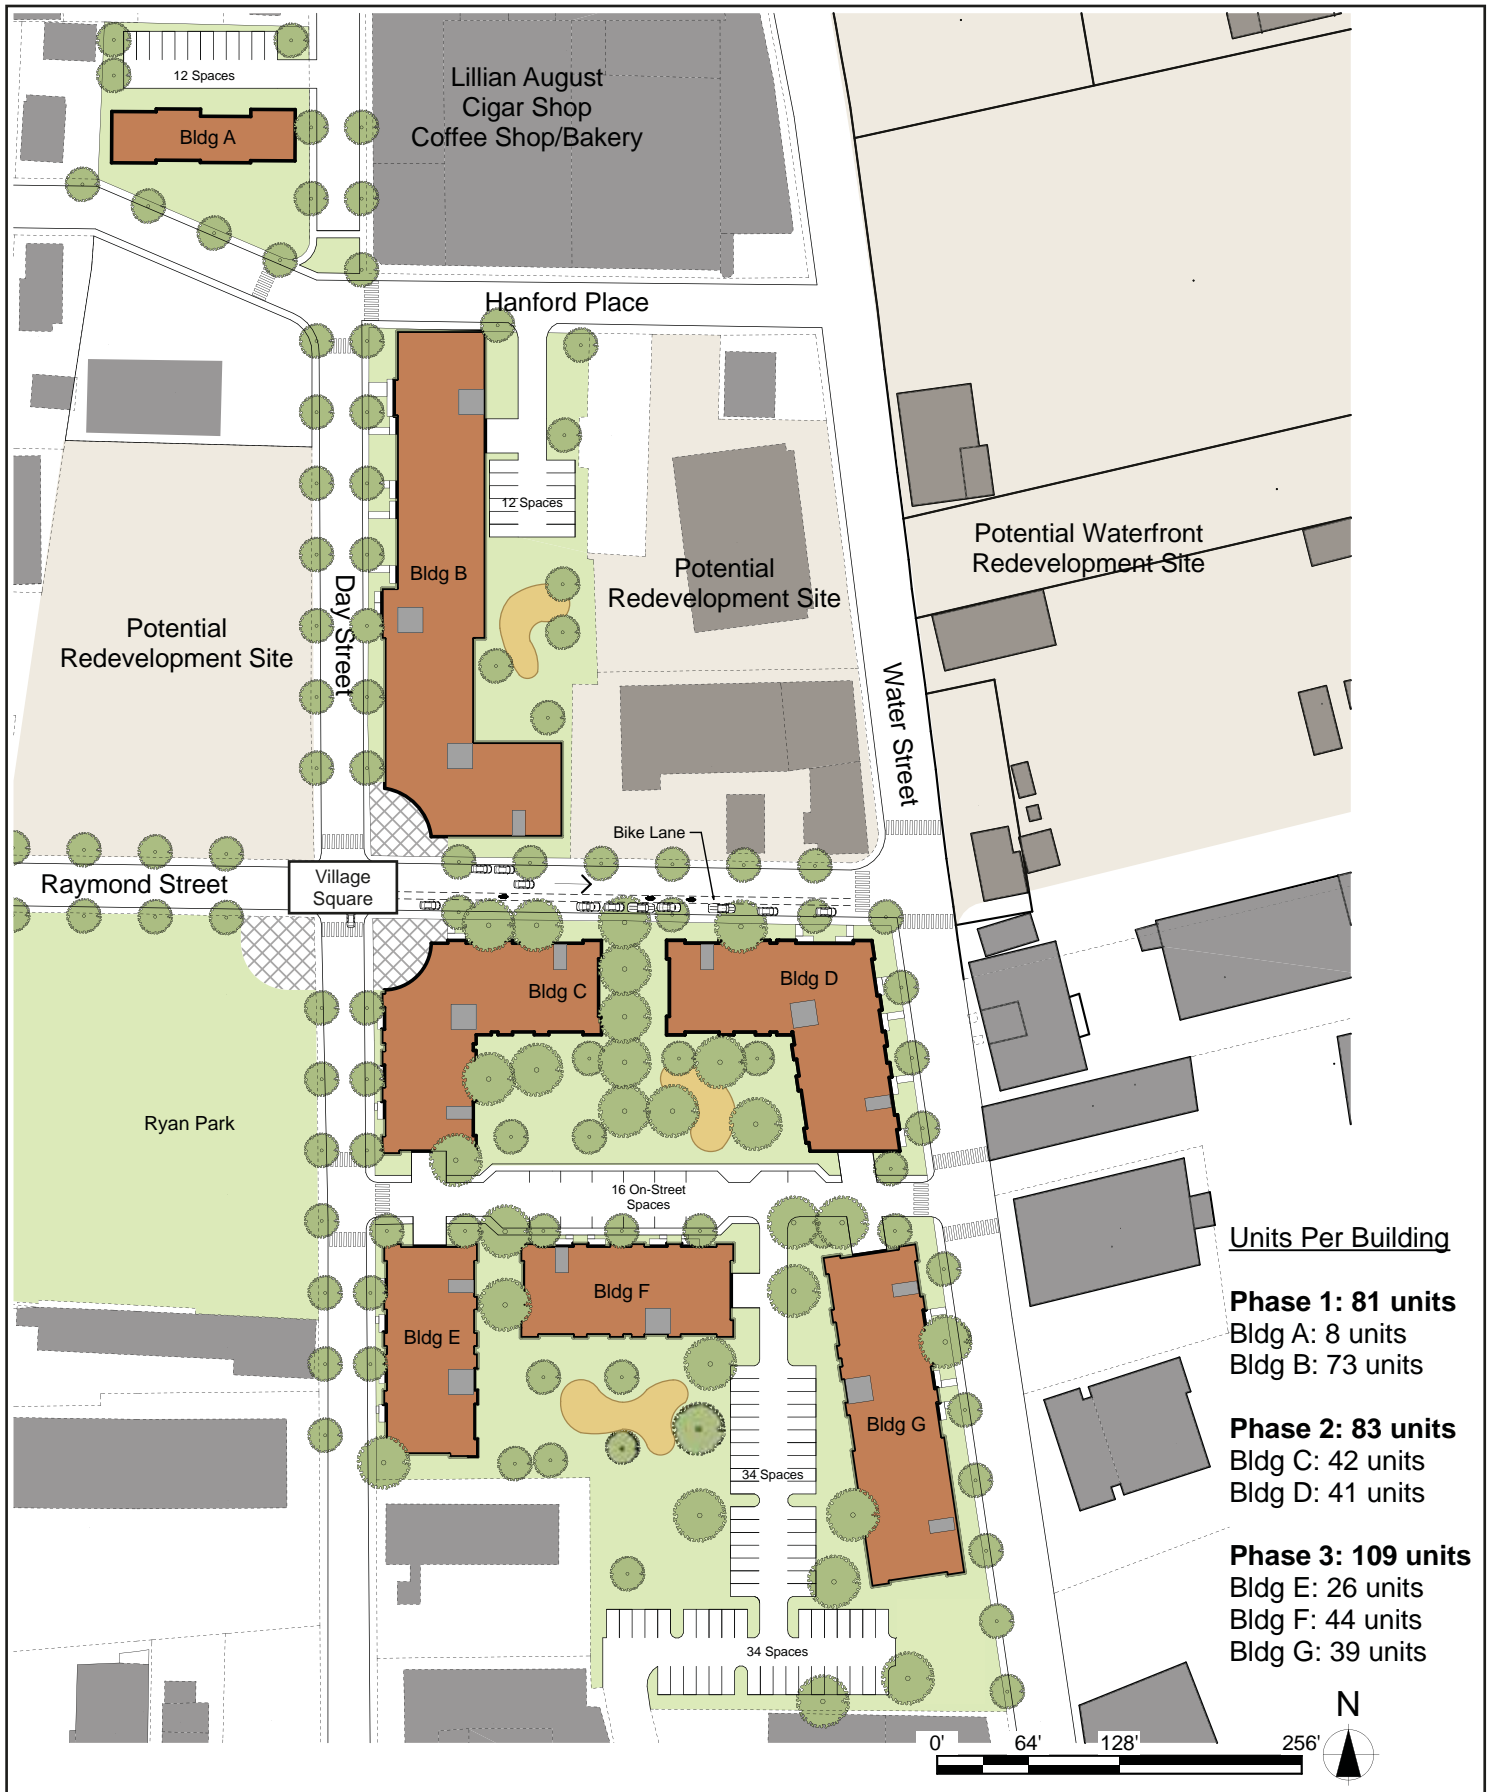 12 Spaces
Lillian August
Cigar Shop
Coffee Shop/Bakery
Bldg A
Hanford Place
12 Spaces
Potential Waterfront
Redevelopment Site
Bldg B
Potential
Redevelopment Site
Day Street
Potential
Redevelopment Site
Water Street
Bike Lane
Raymond Street
Village
Square
Bldg C
Bldg D
Ryan Park
16 On-Street
Spaces
Bldg F
Bldg E
Bldg G
34 Spaces
34 Spaces
Units Per Building
Phase 1: 81 units
Bldg A: 8 units
Bldg B: 73 units
Phase 2: 83 units
Bldg C: 42 units
Bldg D: 41 units
Phase 3: 109 units
Bldg E: 26 units
Bldg F: 44 units
Bldg G: 39 units
N
0' 64' 128' 256'